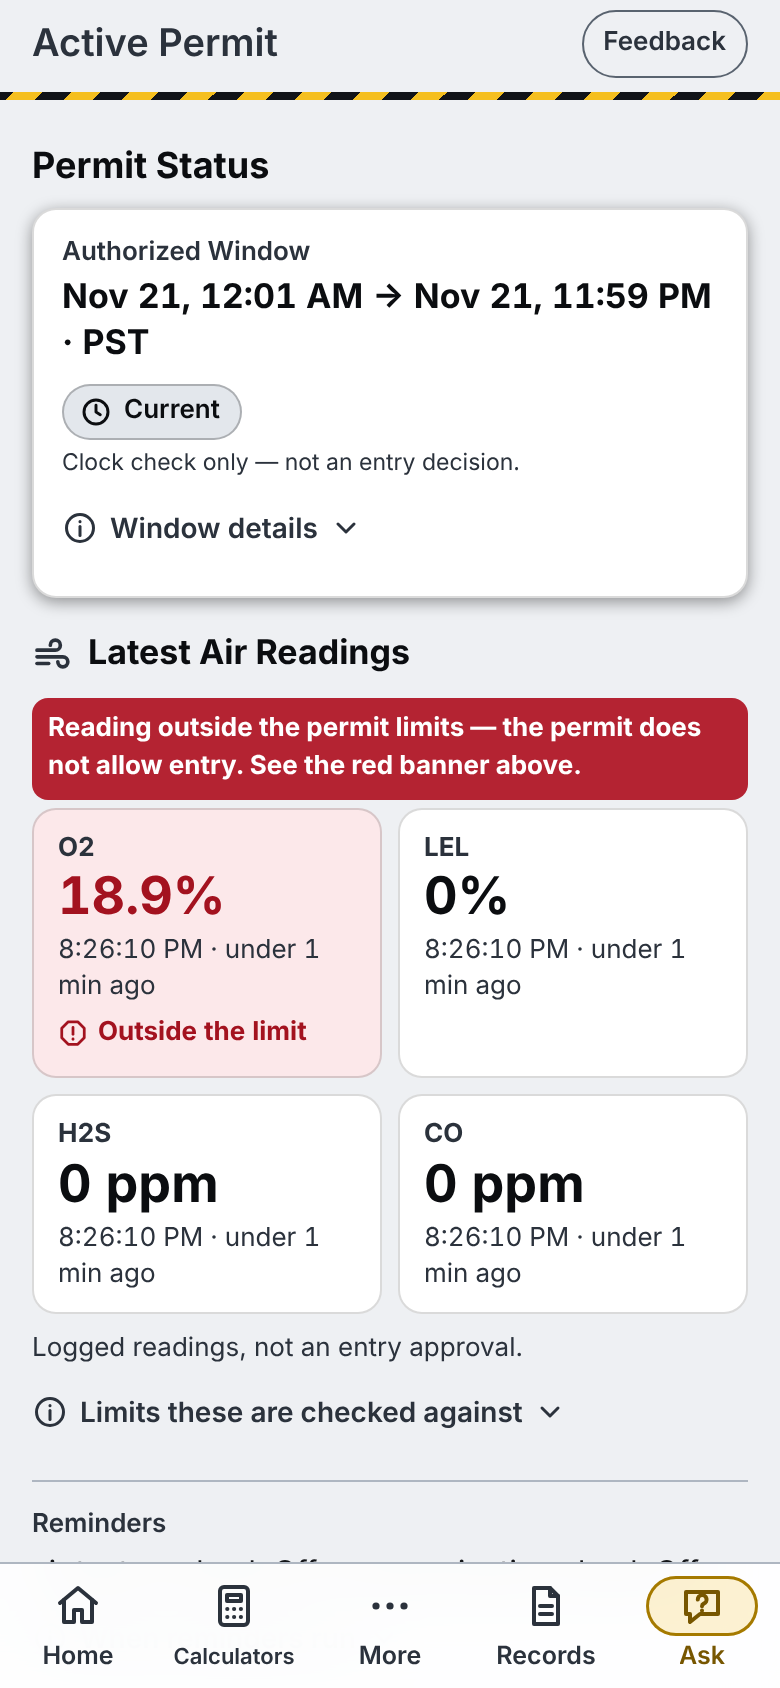 Active Permit
Feedback
Permit Status
Authorized Window
Nov 21, 12:01 AM → Nov 21, 11:59 PM
· PST
Current
Clock check only — not an entry decision.
Window details
Latest Air Readings
Reading outside the permit limits — the permit does
not allow entry. See the red banner above.
O2
18.9%
8:26:10 PM · under 1
min ago
Outside the limit
LEL
0%
8:26:10 PM · under 1
min ago
H2S
0 ppm
8:26:10 PM · under 1
min ago
CO
0 ppm
8:26:10 PM · under 1
min ago
Logged readings, not an entry approval.
Limits these are checked against
Reminders
Home
Calculators
More
Records
Ask